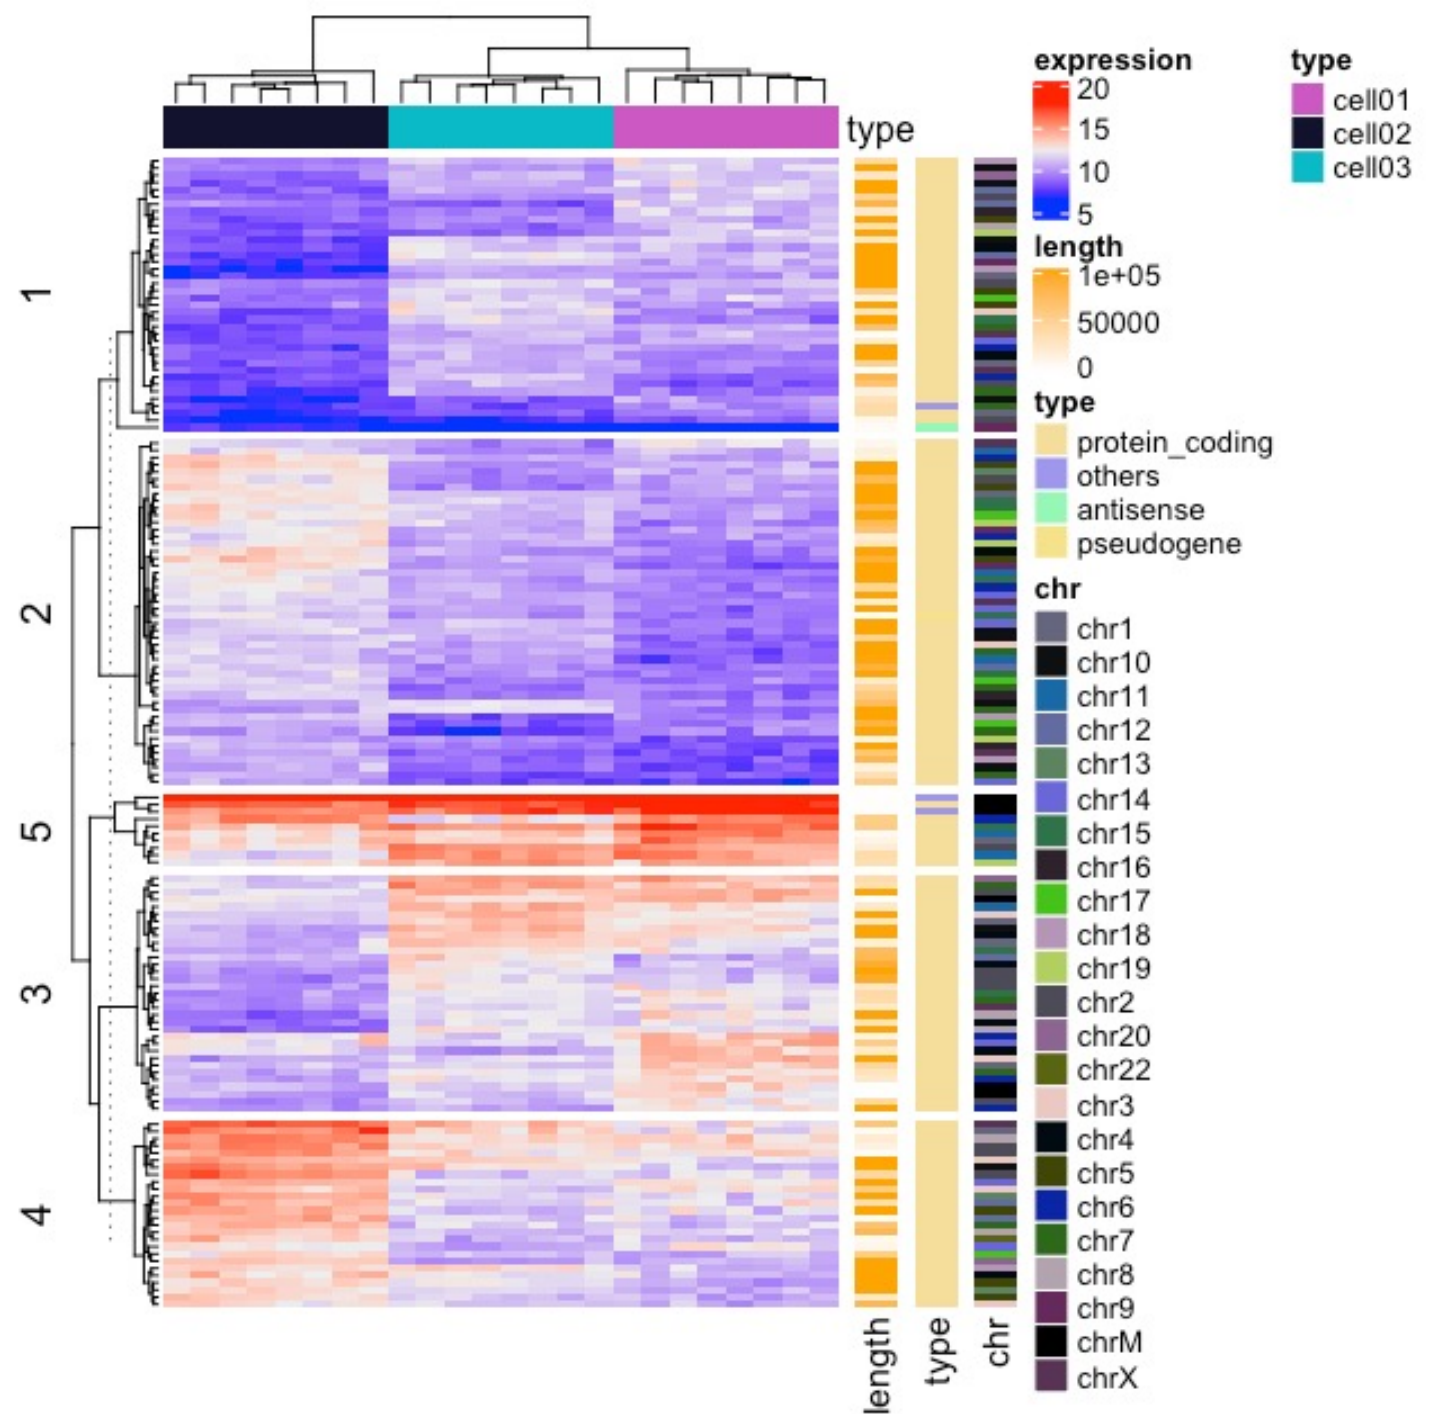 type
1
2
5
3
4
length
type
chr
expression
20
15
10
5
length
1e+05
50000
0
type
protein_coding
others
antisense
pseudogene
chr
chr1
chr10
chr11
chr12
chr13
chr14
chr15
chr16
chr17
chr18
chr19
chr2
chr20
chr22
chr3
chr4
chr5
chr6
chr7
chr8
chr9
chrM
chrX
type
cell01
cell02
cell03